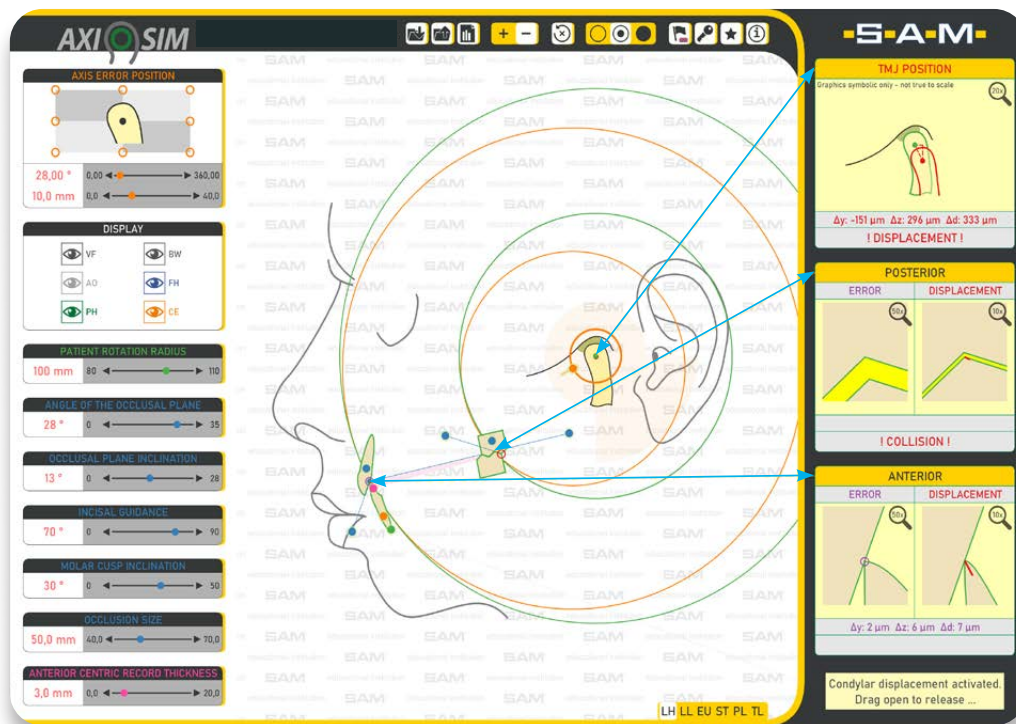 AXIOSIM
S-A-M
AXIS ERROR POSITION
28,00 °
0,00
360,00
10,0 mm
0,0
40,0
DISPLAY
VF
BW
AO
FH
PH
CE
PATIENT ROTATION RADIUS
100 mm
80
110
ANGLE OF THE OCCLUSAL PLANE
28 °
0
35
OCCLUSAL PLANE INCLINATION
13 °
0
28
INCISAL GUIDANCE
70 °
0
90
MOLAR CUSP INCLINATION
30 °
0
50
OCCLUSION SIZE
50,0 mm
40,0
70,0
ANTERIOR CENTRIC RECORD THICKNESS
3,0 mm
0,0
20,0
SAM
LH LL EU ST PL TL
TMJ POSITION
Graphics symbolic only - not true to scale
20x
Δy: -151 µm Δz: 296 µm Δd: 333 µm
! DISPLACEMENT !
POSTERIOR
ERROR
DISPLACEMENT
50x
10x
! COLLISION !
ANTERIOR
ERROR
DISPLACEMENT
50x
10x
Δy: 2 µm Δz: 6 µm Δd: 7 µm
Condylar displacement activated.
Drag open to release ...